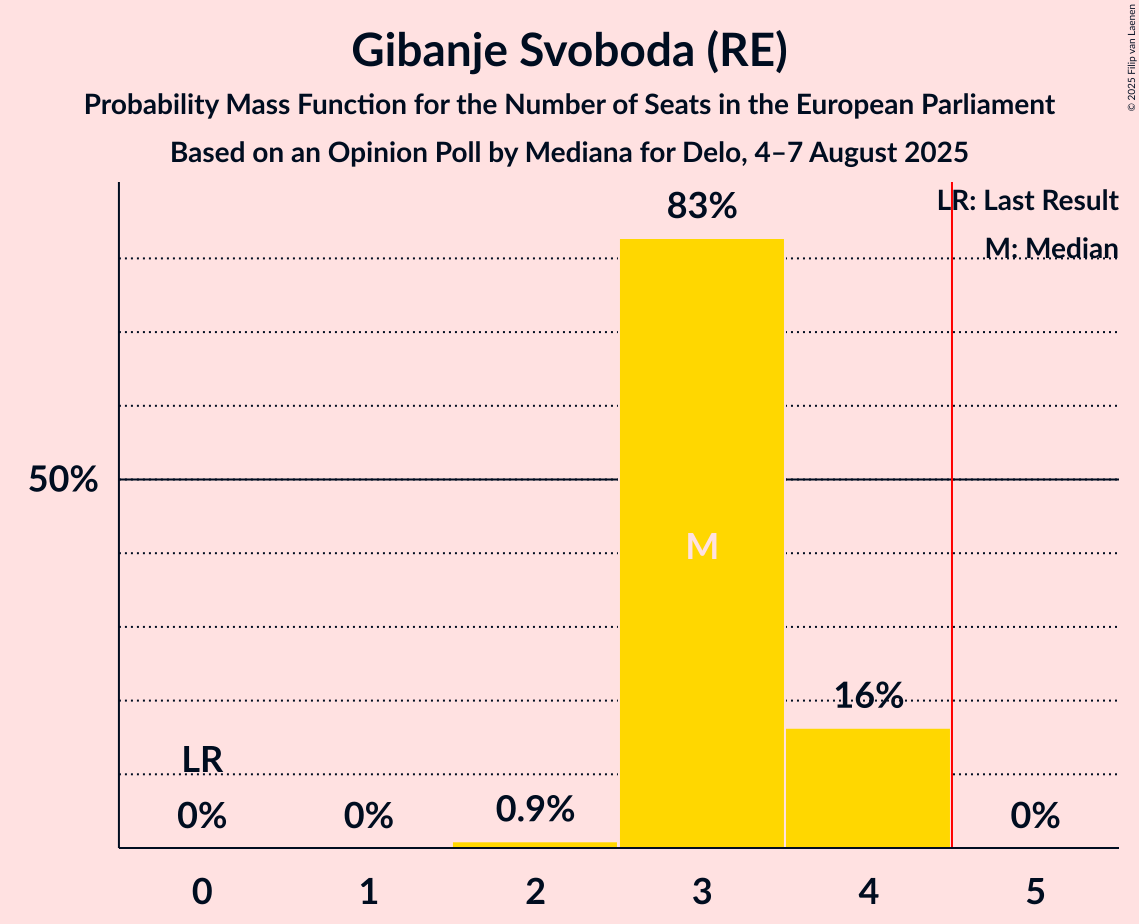 Gibanje Svoboda (RE)
Probability Mass Function for the Number of Seats in the European Parliament
Based on an Opinion Poll by Mediana for Delo, 4–7 August 2025
© 2025 Filip van Laenen
LR: Last Result
M: Median
83%
50%
M
16%
LR
0%
0%
0.9%
0%
0
1
2
3
4
5